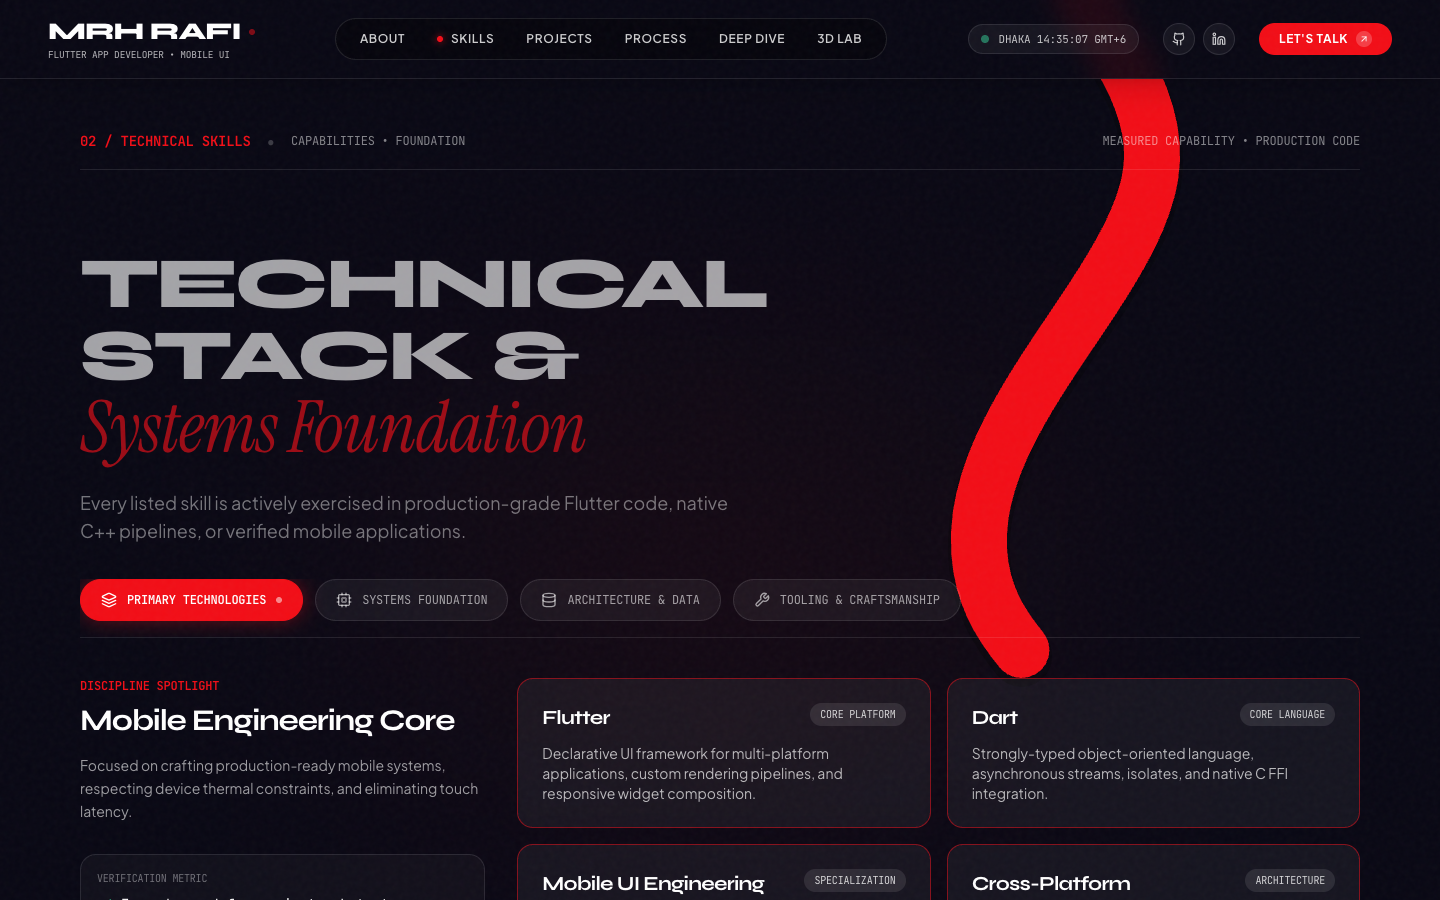 MRH RAFI
FLUTTER APP DEVELOPER • MOBILE UI
ABOUT
SKILLS
PROJECTS
PROCESS
DEEP DIVE
3D LAB
DHAKA 14:35:07 GMT+6
LET'S TALK
02 / TECHNICAL SKILLS
CAPABILITIES • FOUNDATION
MEASURED CAPABILITY • PRODUCTION CODE
TECHNICAL
STACK &
Systems Foundation
Every listed skill is actively exercised in production-grade Flutter code, native
C++ pipelines, or verified mobile applications.
PRIMARY TECHNOLOGIES
SYSTEMS FOUNDATION
ARCHITECTURE & DATA
TOOLING & CRAFTSMANSHIP
DISCIPLINE SPOTLIGHT
Mobile Engineering Core
Focused on crafting production-ready mobile systems,
respecting device thermal constraints, and eliminating touch
latency.
VERIFICATION METRIC
Flutter
CORE PLATFORM
Declarative UI framework for multi-platform
applications, custom rendering pipelines, and
responsive widget composition.
Dart
CORE LANGUAGE
Strongly-typed object-oriented language,
asynchronous streams, isolates, and native C FFI
integration.
Mobile UI Engineering
SPECIALIZATION
Cross-Platform
ARCHITECTURE